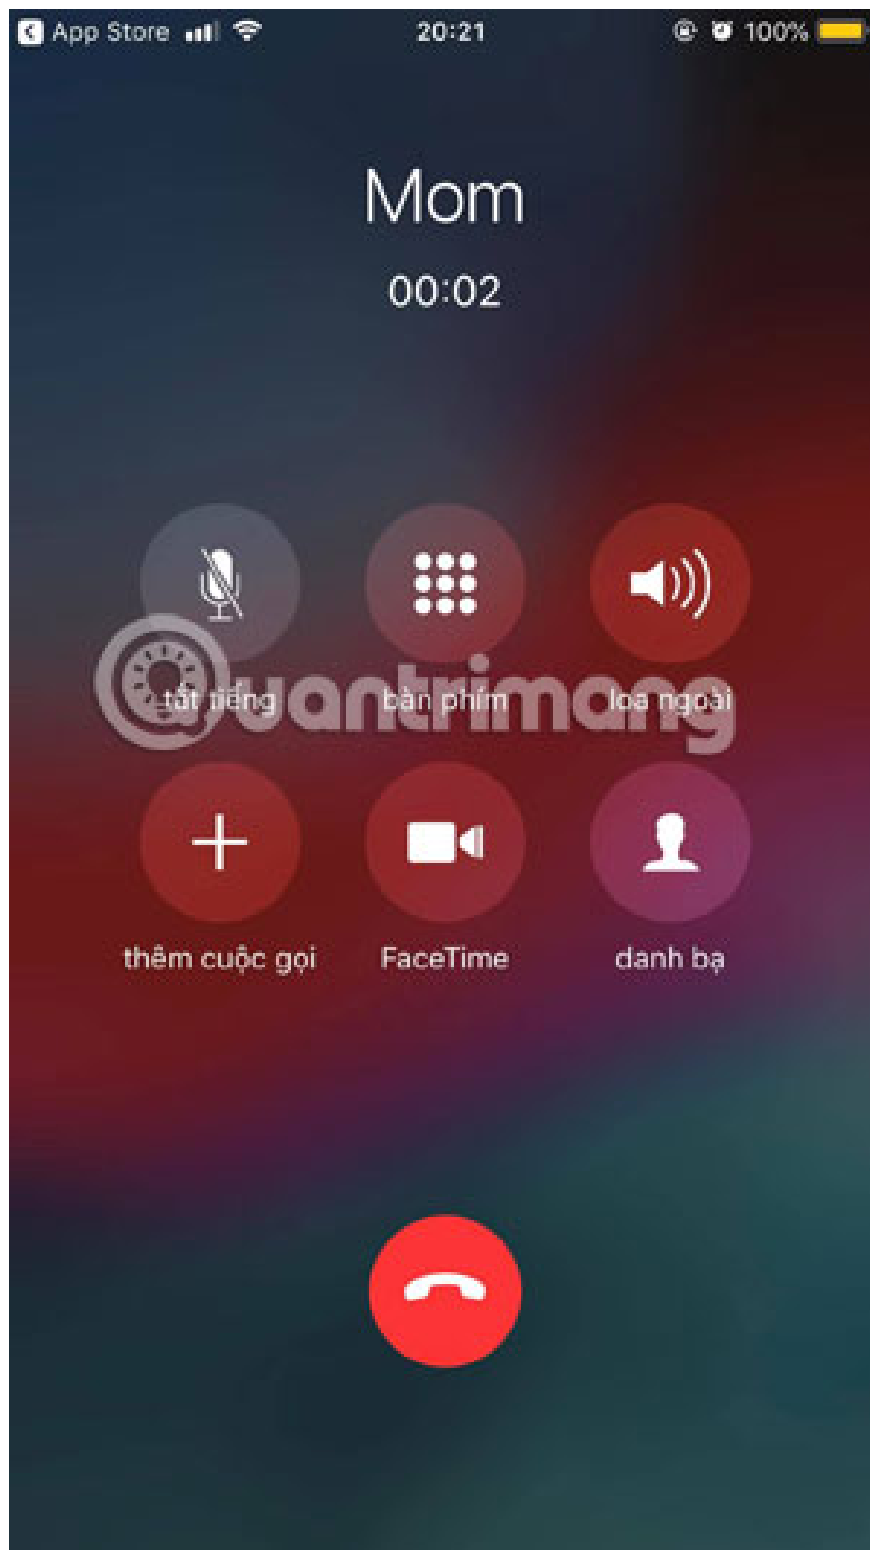 App Store 20:21 100%
Mom
00:02
tắt tiếng bàn phím loa ngoài
Quantrimang
thêm cuộc gọi FaceTime danh bạ